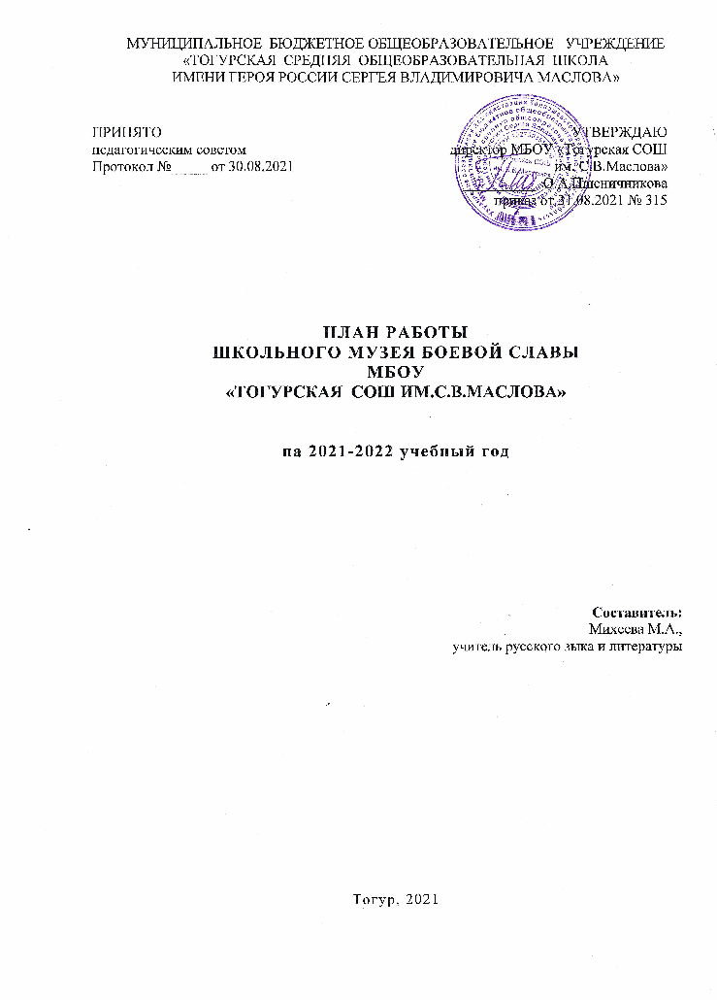 МУНИЦИПАЛЬНОЕ БЮДЖЕТНОЕ ОБЩЕОБРАЗОВАТЕЛЬНОЕ УЧРЕЖДЕНИЕ
«ТОГУРСКАЯ СРЕДНЯЯ ОБЩЕОБРАЗОВАТЕЛЬНАЯ ШКОЛА
ИМЕНИ ГЕРОЯ РОССИИ СЕРГЕЯ ВЛАДИМИРОВИЧА МАСЛОВА»
ПРИНЯТО
педагогическим советом
Протокол № ______ от 30.08.2021
УТВЕРЖДАЮ
директор МБОУ «Тогурская СОШ
им. С.В.Маслова»
О.А.Пшеничникова
приказ от 31.08.2021 № 315
ПЛАН РАБОТЫ
ШКОЛЬНОГО МУЗЕЯ БОЕВОЙ СЛАВЫ
МБОУ
«ТОГУРСКАЯ СОШ ИМ.С.В.МАСЛОВА»
на 2021-2022 учебный год
Составитель:
Михеева М.А.,
учитель русского языка и литературы
Тогур, 2021